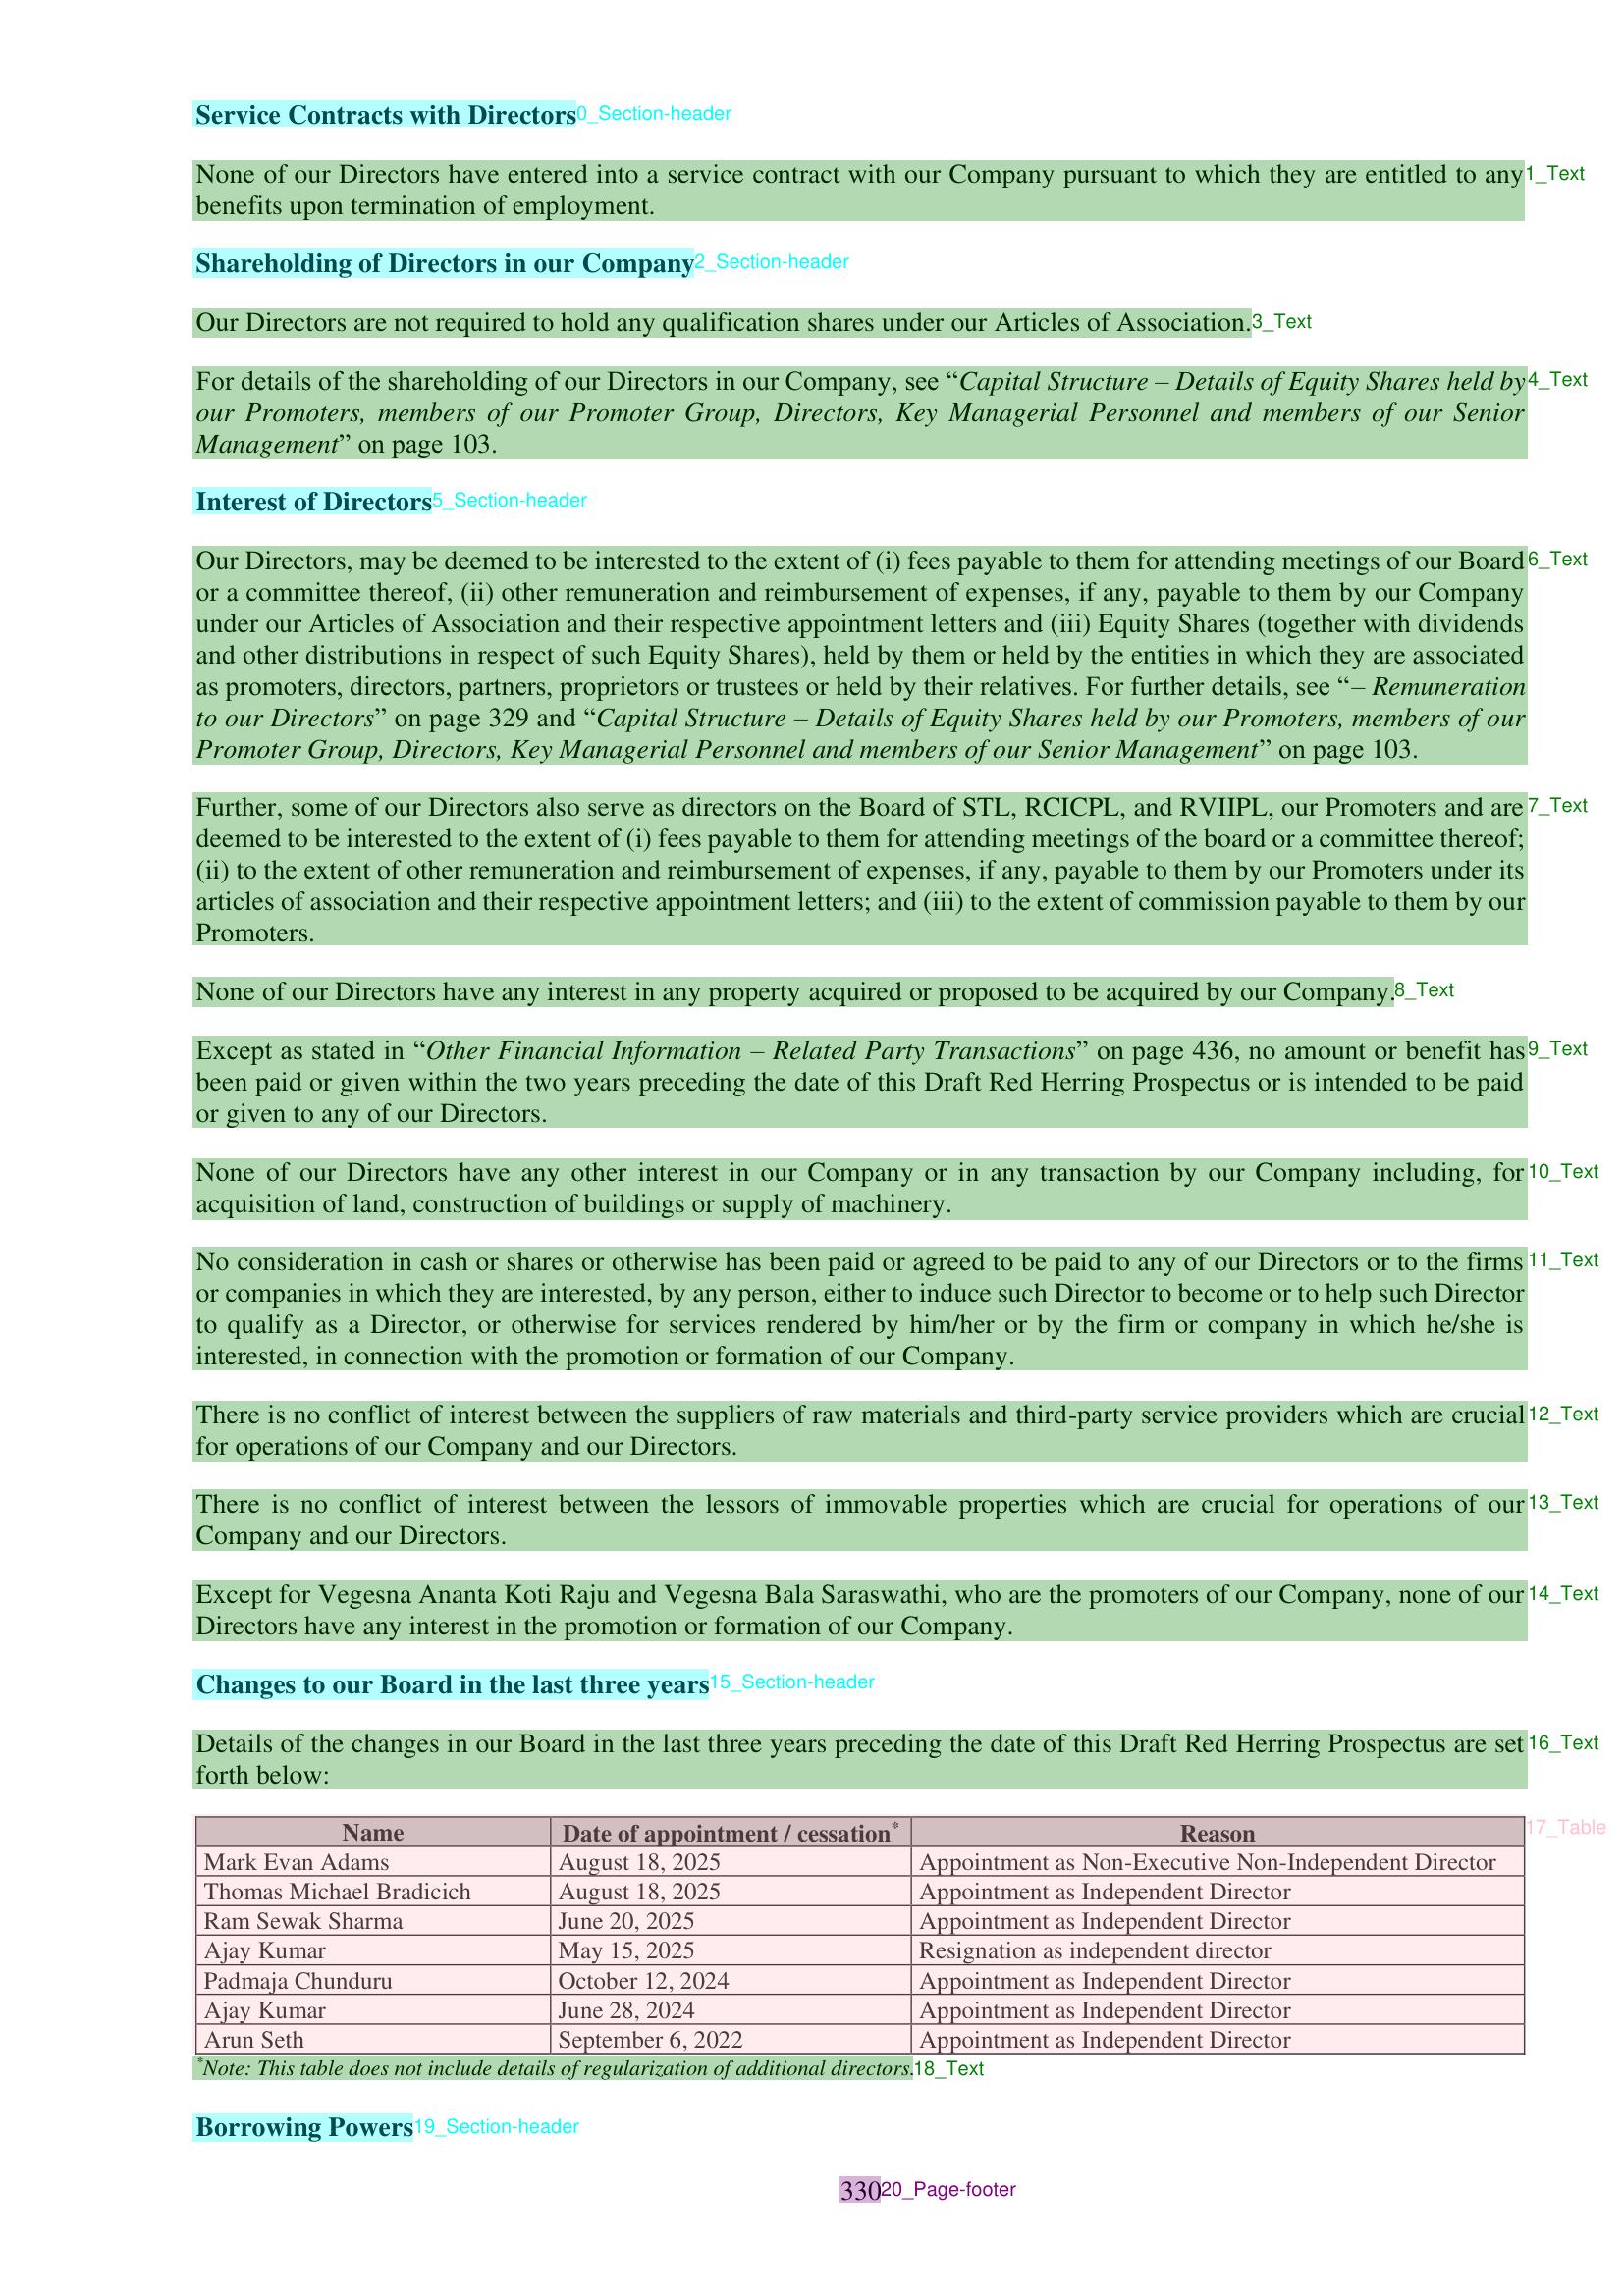 Service Contracts with Directors0_Section-header
None of our Directors have entered into a service contract with our Company pursuant to which they are entitled to any1_Text
benefits upon termination of employment.
Shareholding of Directors in our Company2_Section-header
Our Directors are not required to hold any qualification shares under our Articles of Association.3_Text
For details of the shareholding of our Directors in our Company, see “Capital Structure – Details of Equity Shares held by4_Text
our Promoters, members of our Promoter Group, Directors, Key Managerial Personnel and members of our Senior
Management” on page 103.
Interest of Directors5_Section-header
Our Directors, may be deemed to be interested to the extent of (i) fees payable to them for attending meetings of our Board6_Text
or a committee thereof, (ii) other remuneration and reimbursement of expenses, if any, payable to them by our Company
under our Articles of Association and their respective appointment letters and (iii) Equity Shares (together with dividends
and other distributions in respect of such Equity Shares), held by them or held by the entities in which they are associated
as promoters, directors, partners, proprietors or trustees or held by their relatives. For further details, see “– Remuneration
to our Directors” on page 329 and “Capital Structure – Details of Equity Shares held by our Promoters, members of our
Promoter Group, Directors, Key Managerial Personnel and members of our Senior Management” on page 103.
Further, some of our Directors also serve as directors on the Board of STL, RCICPL, and RVIIPL, our Promoters and are7_Text
deemed to be interested to the extent of (i) fees payable to them for attending meetings of the board or a committee thereof;
(ii) to the extent of other remuneration and reimbursement of expenses, if any, payable to them by our Promoters under its
articles of association and their respective appointment letters; and (iii) to the extent of commission payable to them by our
Promoters.
None of our Directors have any interest in any property acquired or proposed to be acquired by our Company.8_Text
Except as stated in “Other Financial Information – Related Party Transactions” on page 436, no amount or benefit has9_Text
been paid or given within the two years preceding the date of this Draft Red Herring Prospectus or is intended to be paid
or given to any of our Directors.
None of our Directors have any other interest in our Company or in any transaction by our Company including, for10_Text
acquisition of land, construction of buildings or supply of machinery.
No consideration in cash or shares or otherwise has been paid or agreed to be paid to any of our Directors or to the firms11_Text
or companies in which they are interested, by any person, either to induce such Director to become or to help such Director
to qualify as a Director, or otherwise for services rendered by him/her or by the firm or company in which he/she is
interested, in connection with the promotion or formation of our Company.
There is no conflict of interest between the suppliers of raw materials and third-party service providers which are crucial12_Text
for operations of our Company and our Directors.
There is no conflict of interest between the lessors of immovable properties which are crucial for operations of our13_Text
Company and our Directors.
Except for Vegesna Ananta Koti Raju and Vegesna Bala Saraswathi, who are the promoters of our Company, none of our14_Text
Directors have any interest in the promotion or formation of our Company.
Changes to our Board in the last three years15_Section-header
Details of the changes in our Board in the last three years preceding the date of this Draft Red Herring Prospectus are set16_Text
forth below:
Name Date of appointment / cessation* Reason 17_Table
Mark Evan Adams August 18, 2025 Appointment as Non-Executive Non-Independent Director
Thomas Michael Bradicich August 18, 2025 Appointment as Independent Director
Ram Sewak Sharma June 20, 2025 Appointment as Independent Director
Ajay Kumar May 15, 2025 Resignation as independent director
Padmaja Chunduru October 12, 2024 Appointment as Independent Director
Ajay Kumar June 28, 2024 Appointment as Independent Director
Arun Seth September 6, 2022 Appointment as Independent Director
*Note: This table does not include details of regularization of additional directors.18_Text
Borrowing Powers19_Section-header
33020_Page-footer